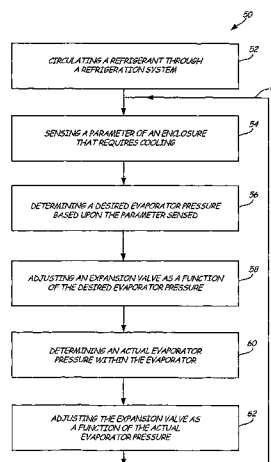 50
CIRCULATING A REFRIGERANT THROUGH
A REFRIGERATION SYSTEM
52
SENSING A PARAMETER OF AN ENCLOSURE
THAT REQUIRES COOLING
54
DETERMINING A DESIRED EVAPORATOR PRESSURE
BASED UPON THE PARAMETER SENSED
56
ADJUSTING AN EXPANSION VALVE AS A FUNCTION
OF THE DESIRED EVAPORATOR PRESSURE
58
DETERMINING AN ACTUAL EVAPORATOR
PRESSURE WITHIN THE EVAPORATOR
60
ADJUSTING THE EXPANSION VALVE AS
A FUNCTION OF THE ACTUAL
EVAPORATOR PRESSURE
62